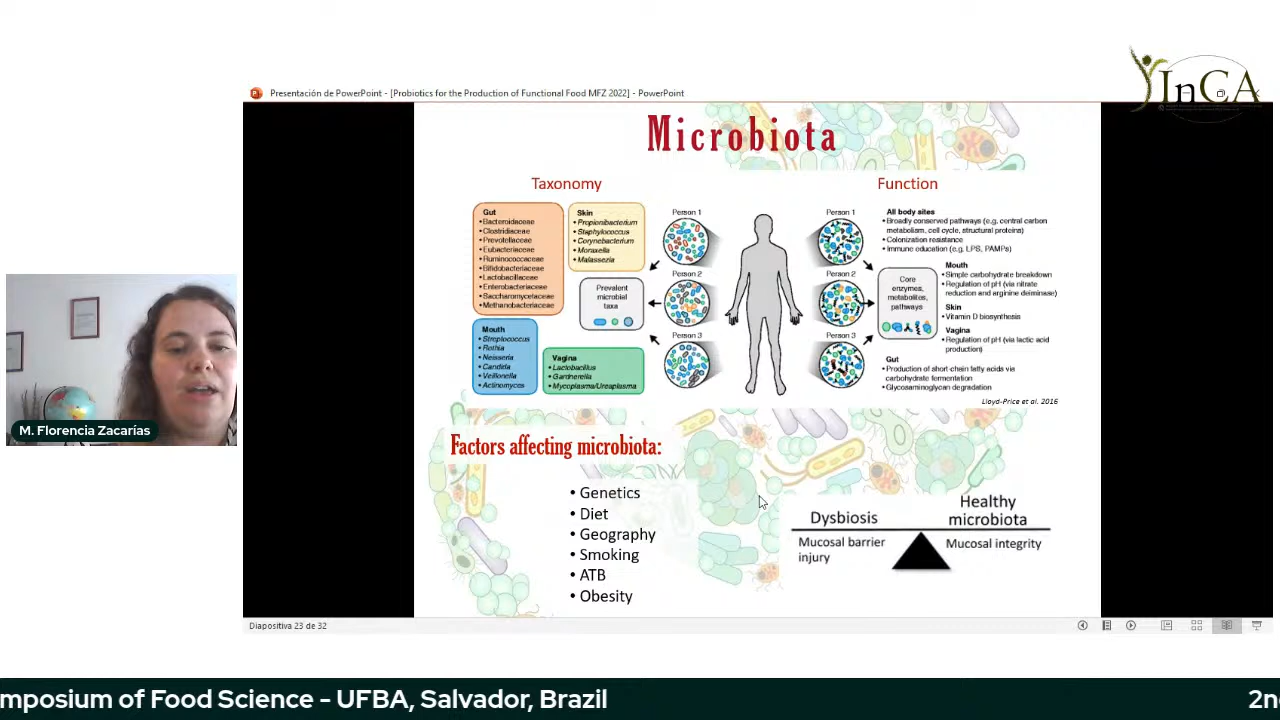 InCA
Presentación de PowerPoint - [Probiotics for the Production of Functional Food MFZ 2022] - PowerPoint
Microbiota
Taxonomy
Function
Gut
• Bacteroidaceae
• Clostridiaceae
• Prevotellaceae
• Eubacteriaceae
• Ruminococcaceae
• Bifidobacteriaceae
• Lactobacillaceae
• Enterobacteriaceae
• Saccharomycetaceae
• Methanobacteriaceae
Skin
• Propionibacterium
• Staphylococcus
• Corynebacterium
• Moraxella
• Malassezia
Prevalent
microbial
taxa
Mouth
• Streptococcus
• Rothia
• Neisseria
• Candida
• Veillonella
• Actinomyces
Vagina
• Lactobacillus
• Gardnerella
• Mycoplasma/Ureaplasma
Person 1
Person 2
Person 3
Person 1
Person 2
Person 3
Core
enzymes,
metabolites,
pathways
All body sites
• Broadly conserved pathways (e.g. central carbon
metabolism, cell cycle, structural proteins)
• Colonization resistance
• Immune education (e.g. LPS, PAMPs)
Mouth
• Simple carbohydrate breakdown
• Regulation of pH (via nitrate
reduction and arginine deiminase)
Skin
• Vitamin D biosynthesis
Vagina
• Regulation of pH (via lactic acid
production)
Gut
• Production of short-chain fatty acids via
carbohydrate fermentation
• Glycosaminoglycan degradation
Lloyd-Price et al. 2016
Factors affecting microbiota:
• Genetics
• Diet
• Geography
• Smoking
• ATB
• Obesity
Dysbiosis
Healthy
microbiota
Mucosal barrier
injury
Mucosal integrity
M. Florencia Zacarías
Diapositiva 23 de 32
mposium of Food Science - UFBA, Salvador, Brazil
2n